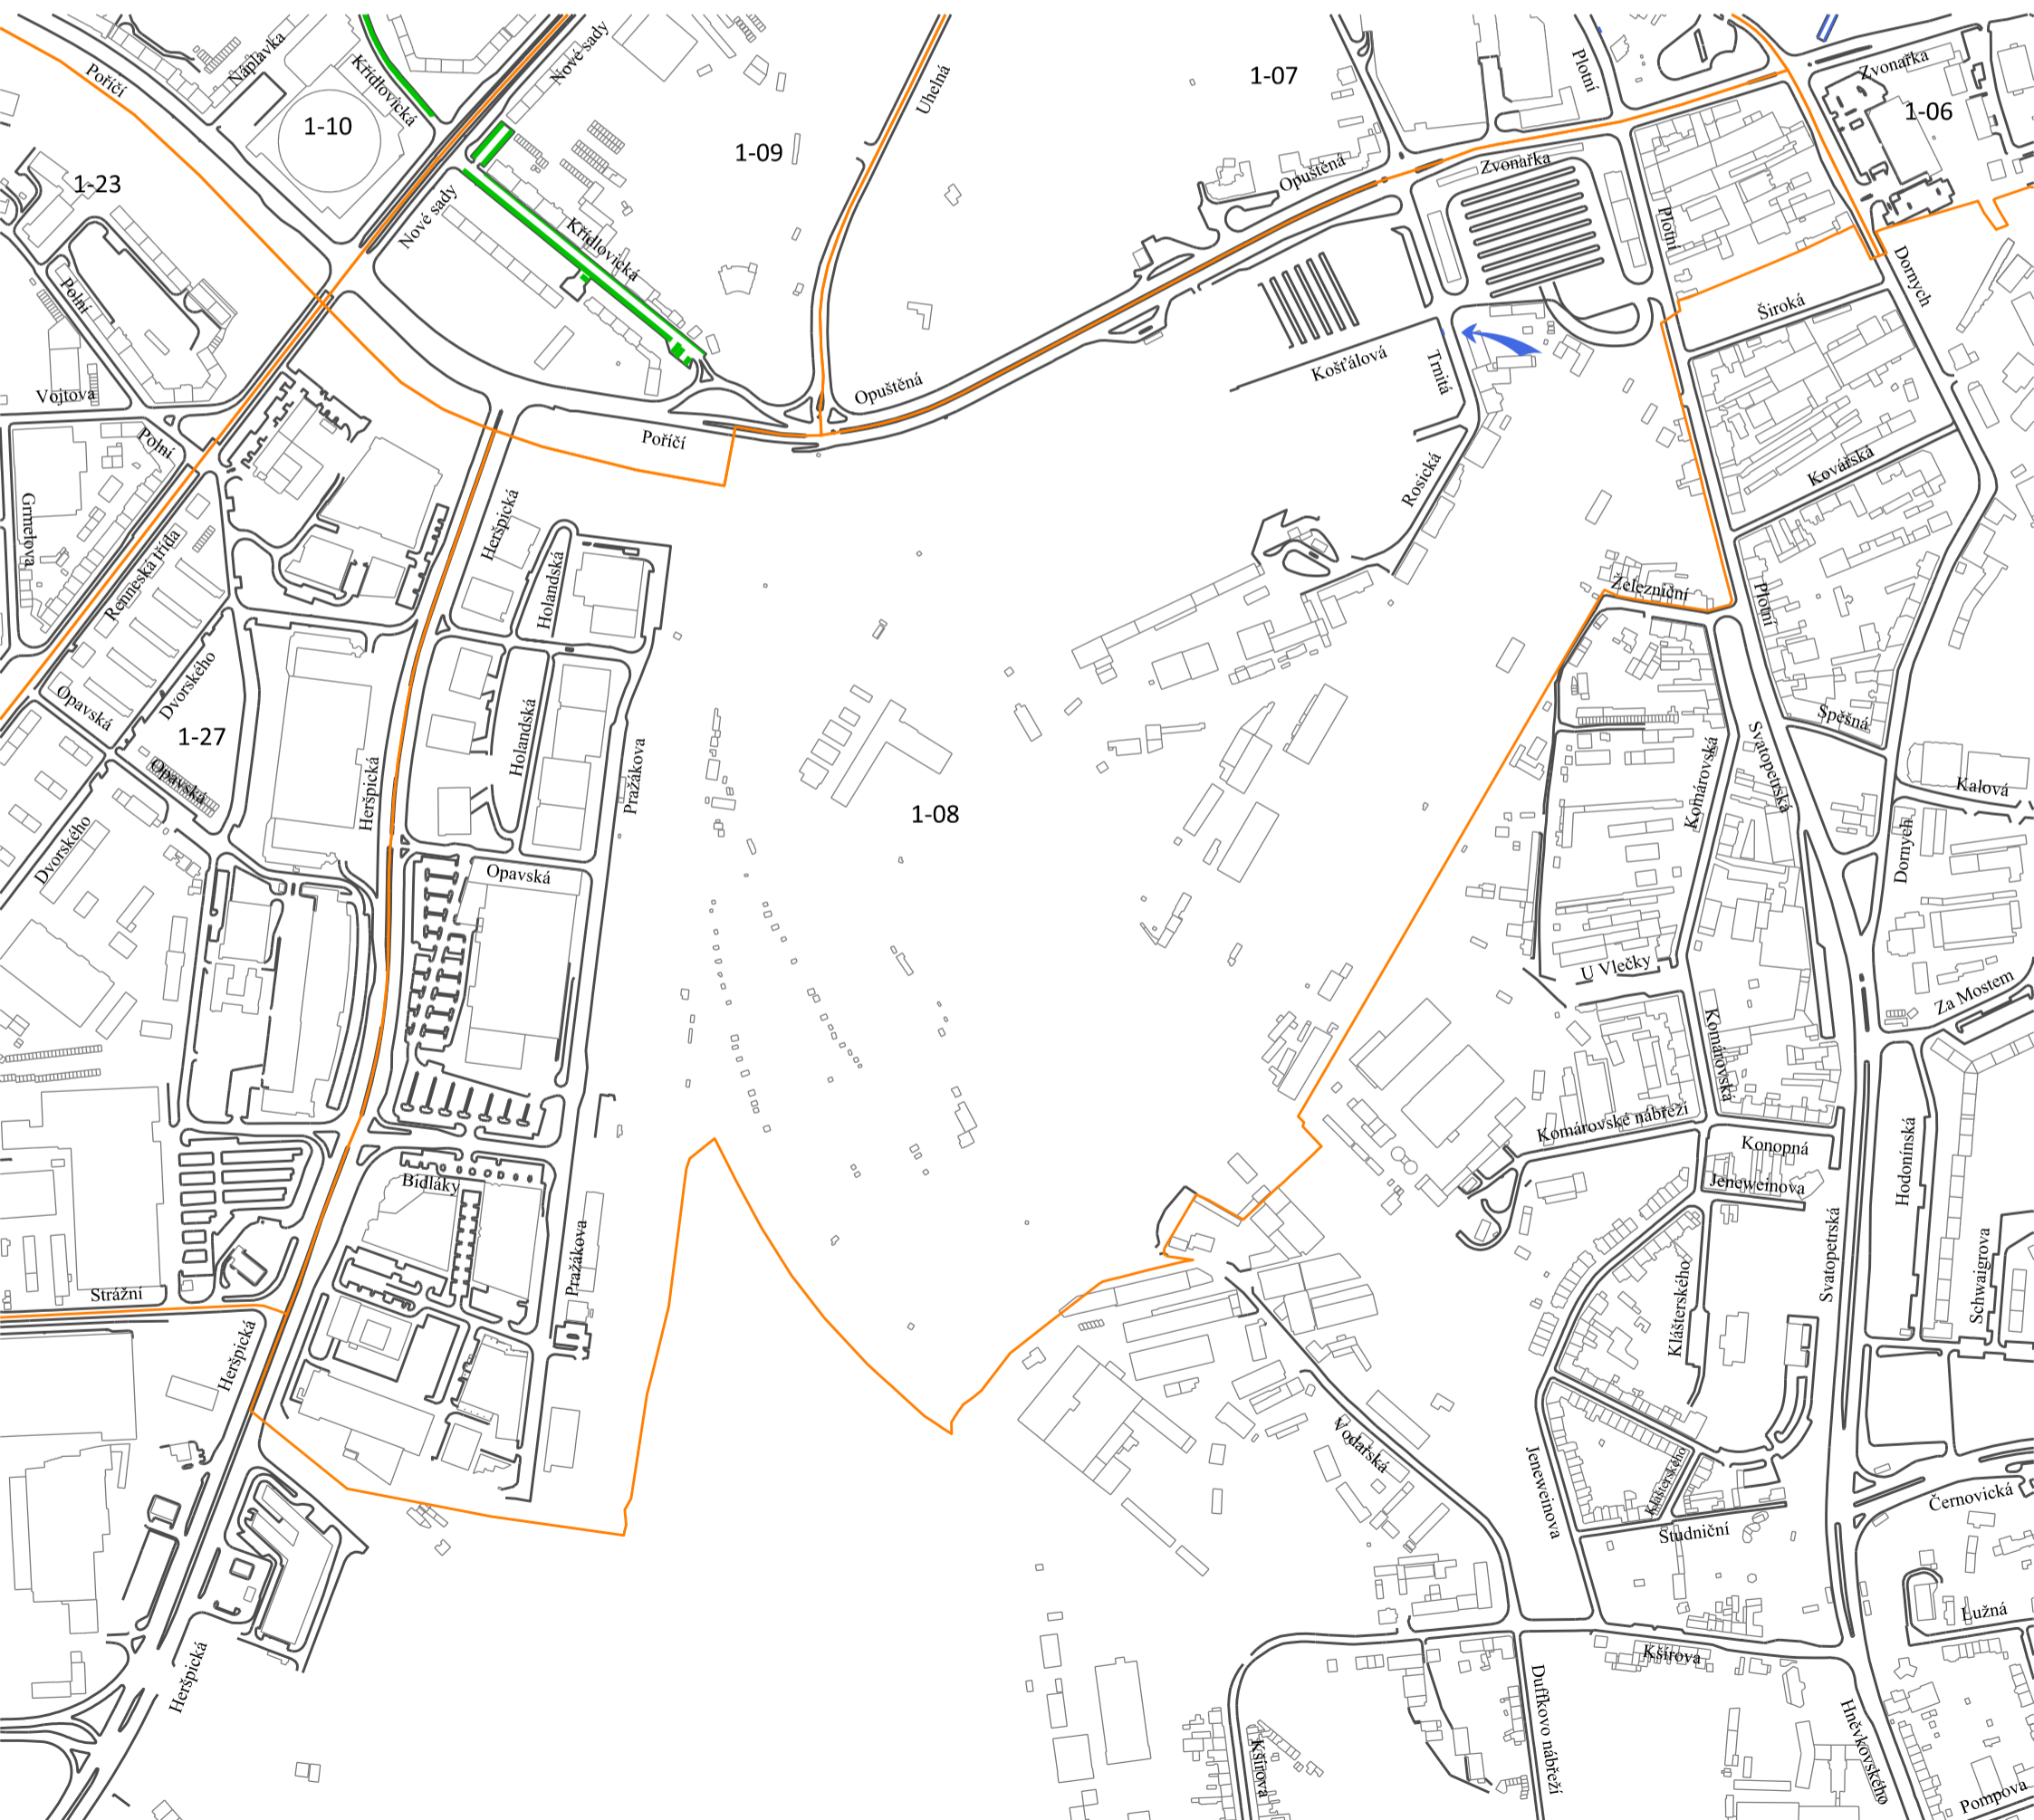 Nové sady
Náplavka
Poříčí
Křídlovická
1-10
1-09
Uhelná
1-07
Plotní
Zvonařka
1-06
1-23
Opuštěná
Zvonařka
Nové sady
Křídlovická
Plotní
Dornych
Polní
Široká
Vojtova
Opuštěná
Košťálová
Trnitá
Polní
Poříčí
Rosická
Kovářská
Grmelova
Heršpická
Renneská třída
Holandská
Železniční
Plotní
Dvorského
Opavská
1-27
Holandská
Pražákova
Spěšná
Komárovská
Svatopetrská
Kalová
Opavská
Heršpická
1-08
Dvorského
Opavská
Dornych
U Vlečky
Za Mostem
Komárovská
Komárovské nábřeží
Konopná
Jeneweinova
Hodonínská
Bidláky
Pražákova
Svatopetrská
Schwaigrova
Klášterského
Strážní
Heršpická
Vodařská
Jeneweinova
Klášterského
Černovická
Studniční
Lužná
Heršpická
Kšírova
Duffkovo nábřeží
Kšírova
Hněvkovského
Pompova